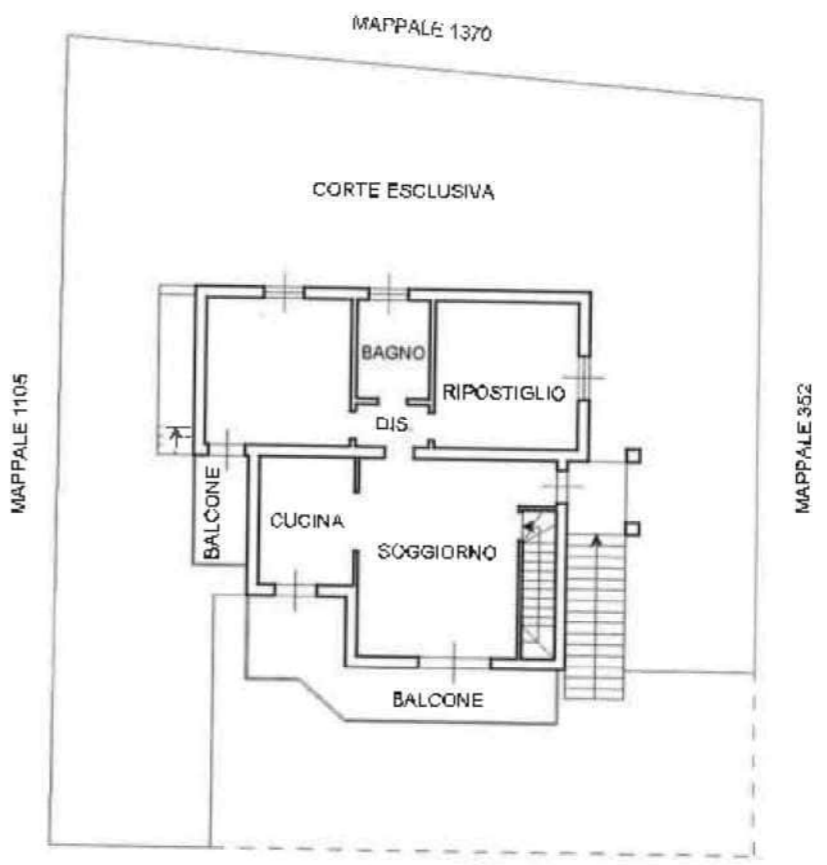 MAPPALE 1370
CORTE ESCLUSIVA
MAPPALE 1105
MAPPALE 352
BAGNO
RIPOSTIGLIO
DIS.
BALCONE
CUCINA
SOGGIORNO
BALCONE